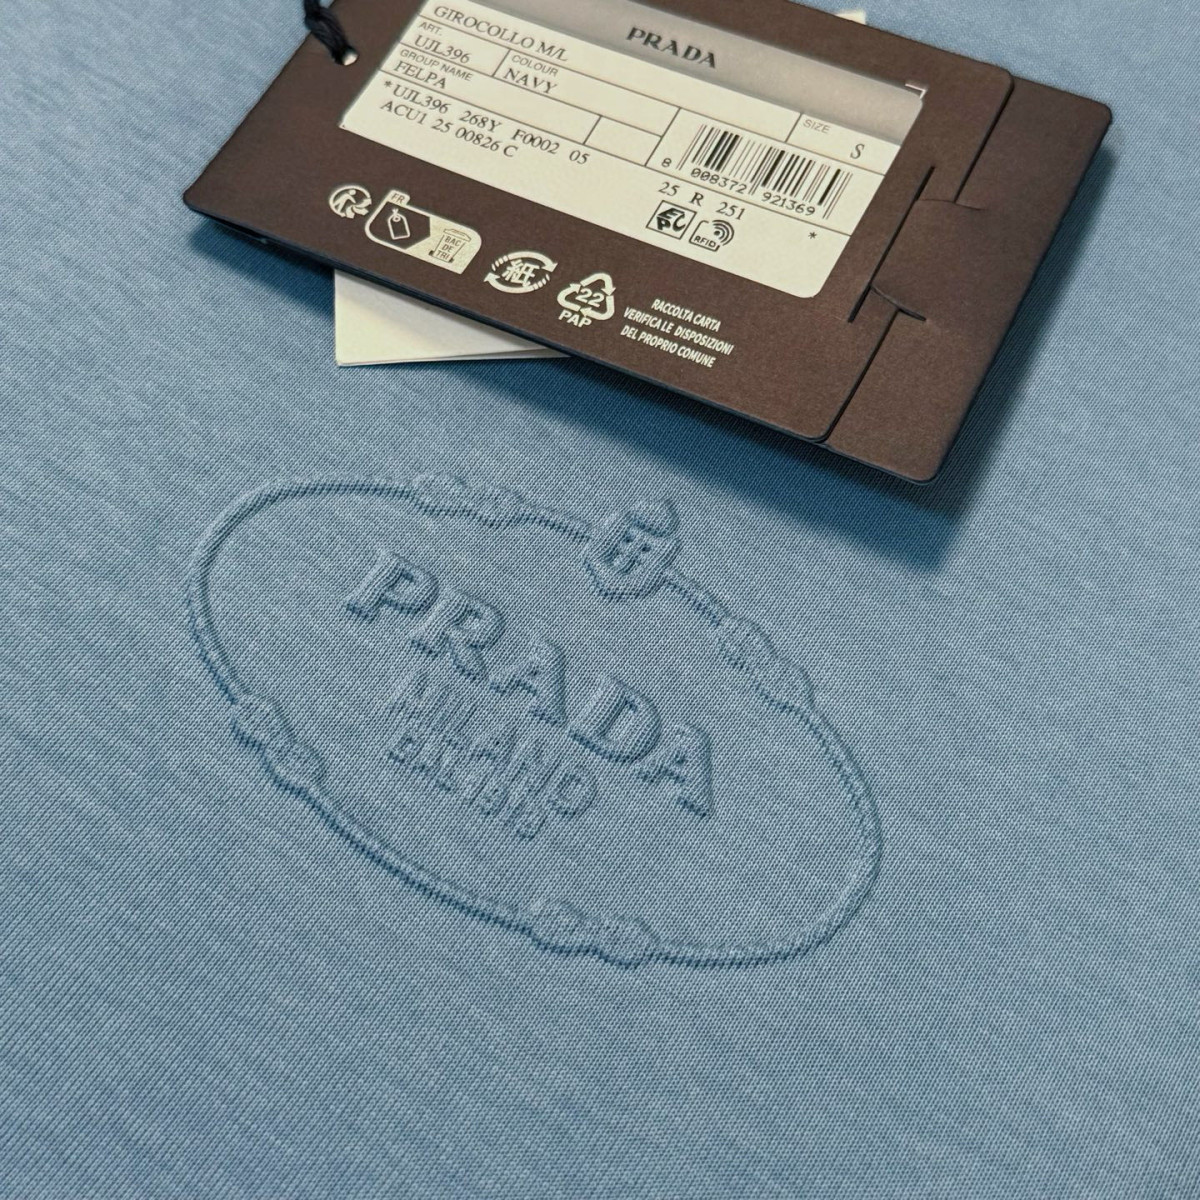 PRADA
GIROCOLLO M/L
ART.
UJL396
COLOUR
NAVY
GROUP NAME
FELPA
SIZE
S
*UJL396 268Y F0002 05
ACU1 25 00826 C
8 008372 921369
25 R 251
*
RFID
FR
BAC
DE
TRI
紙
22
PAP
RACCOLTA CARTA
VERIFICA LE DISPOSIZIONI
DEL PROPRIO COMUNE
PRADA
MILANO